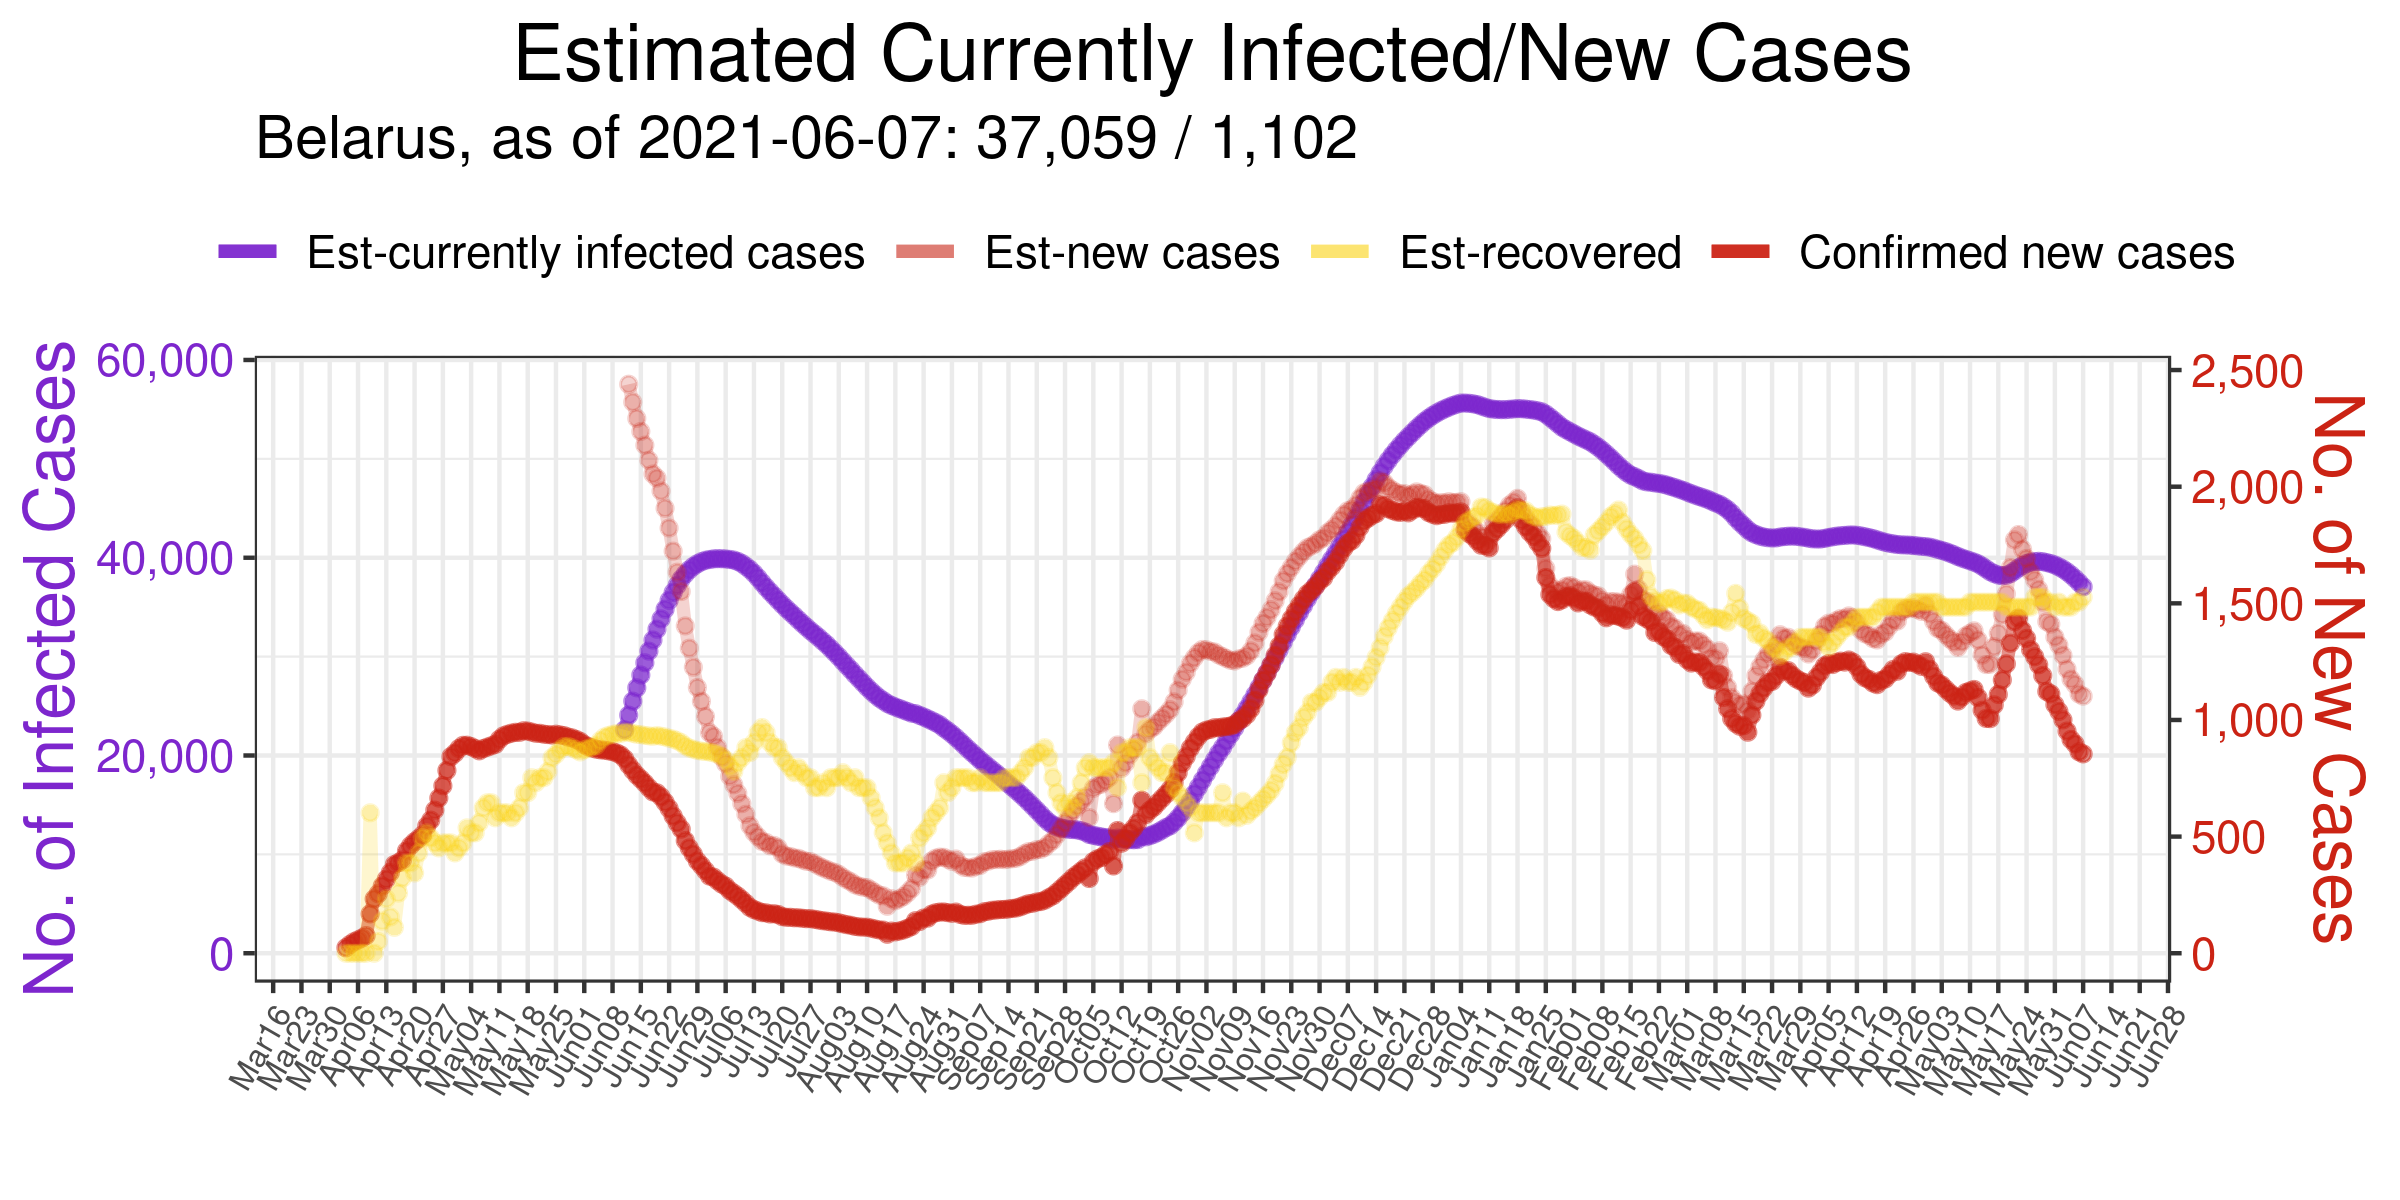 Estimated Currently Infected/New Cases
Belarus, as of 2021-06-07: 37,059 / 1,102
Est-currently infected cases Est-new cases Est-recovered Confirmed new cases
No. of Infected Cases
60,000
40,000
20,000
0
2,500
2,000
1,500
1,000
500
0
No. of New Cases
Mar16 Mar23 Mar30 Apr06 Apr13 Apr20 Apr27 May04 May11 May18 May25 Jun01 Jun08 Jun15 Jun22 Jun29 Jul06 Jul13 Jul20 Jul27 Aug03 Aug10 Aug17 Aug24 Aug31 Sep07 Sep14 Sep21 Sep28 Oct05 Oct12 Oct19 Oct26 Nov02 Nov09 Nov16 Nov23 Nov30 Dec07 Dec14 Dec21 Dec28 Jan04 Jan11 Jan18 Jan25 Feb01 Feb08 Feb15 Feb22 Mar01 Mar08 Mar15 Mar22 Mar29 Apr05 Apr12 Apr19 Apr26 May03 May10 May17 May24 May31 Jun07 Jun14 Jun21 Jun28